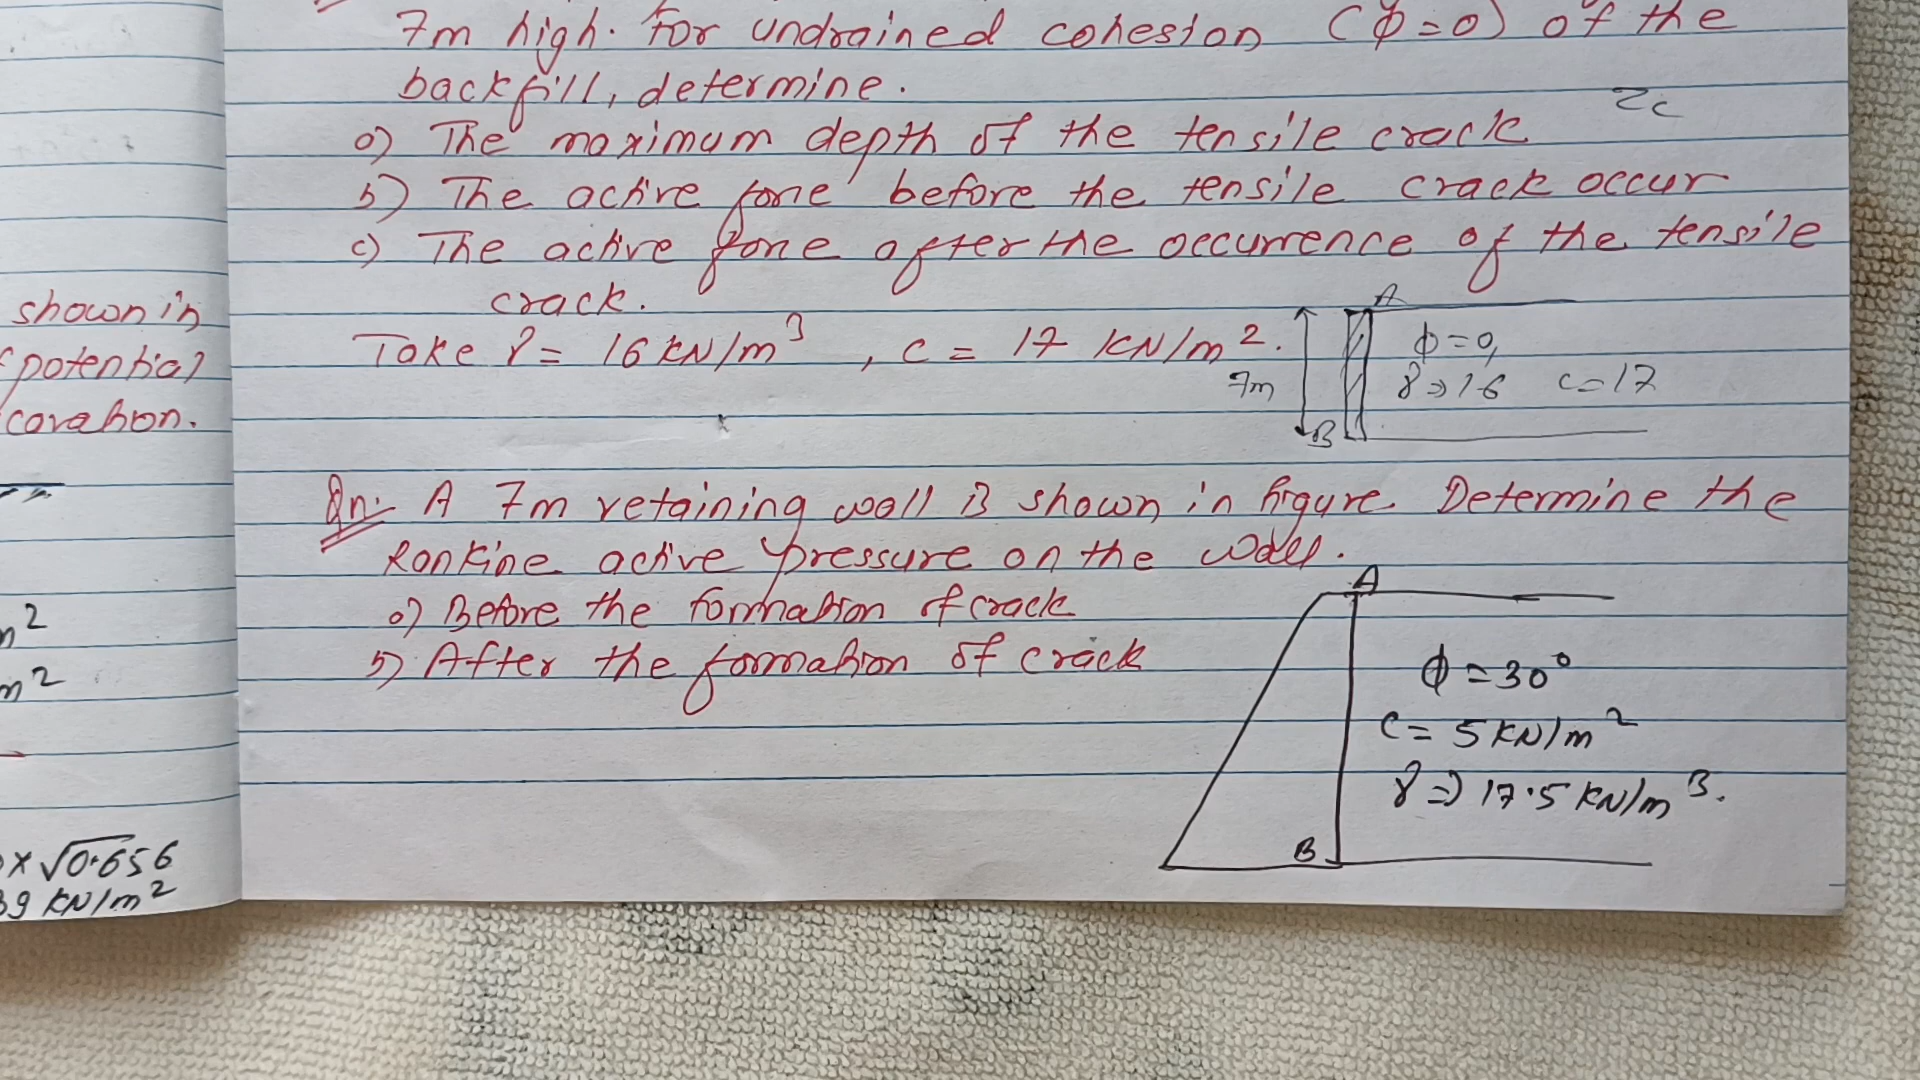 7m high. For undrained cohesion (ϕ=0) of the
backfill, determine.
a) The maximum depth of the tensile crack Zc
b) The active force before the tensile crack occur
c) The active force after the occurrence of the tensile
crack.
Take γ = 16 KN/m³, c = 17 KN/m².
A
7m
B
ϕ=0,
γ⇒16 c=17
Qn: A 7m retaining wall is shown in figure. Determine the
Rankine active pressure on the wall.
a) Before the formation of crack
b) After the formation of crack
A
ϕ = 30°
C = 5 KN/m²
γ ⇒ 17.5 KN/m³.
B
shown in
potential
m²
m²
x √0.656
39 KN/m²